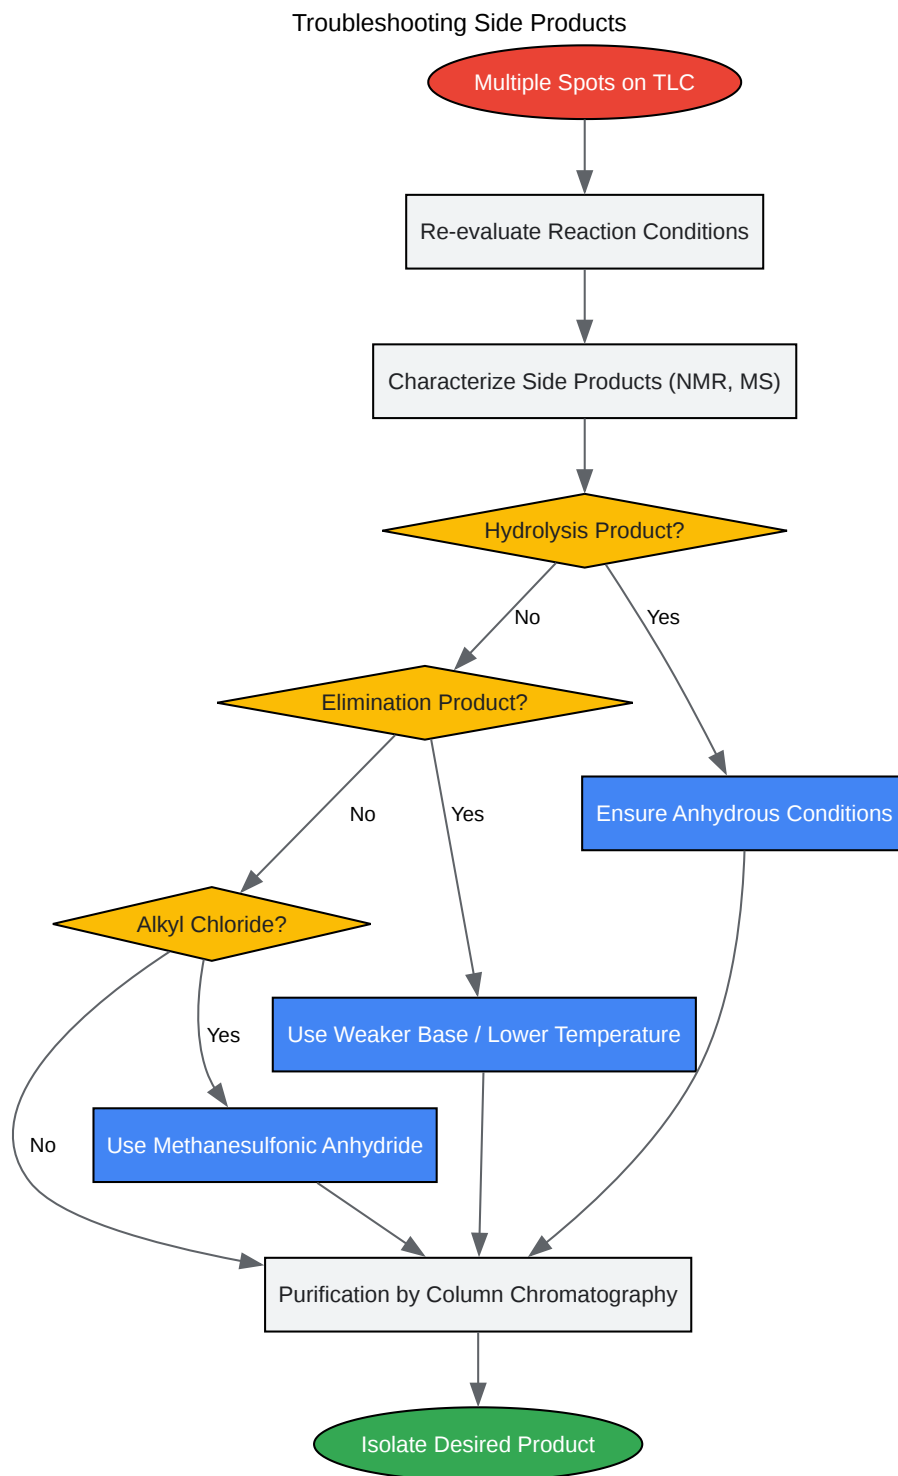 Troubleshooting Side Products
Multiple Spots on TLC
Re-evaluate Reaction Conditions
Characterize Side Products (NMR, MS)
Hydrolysis Product?
No
Yes
Elimination Product?
No
Yes
Ensure Anhydrous Conditions
Alkyl Chloride?
Yes
Use Weaker Base / Lower Temperature
No
Use Methanesulfonic Anhydride
Purification by Column Chromatography
Isolate Desired Product